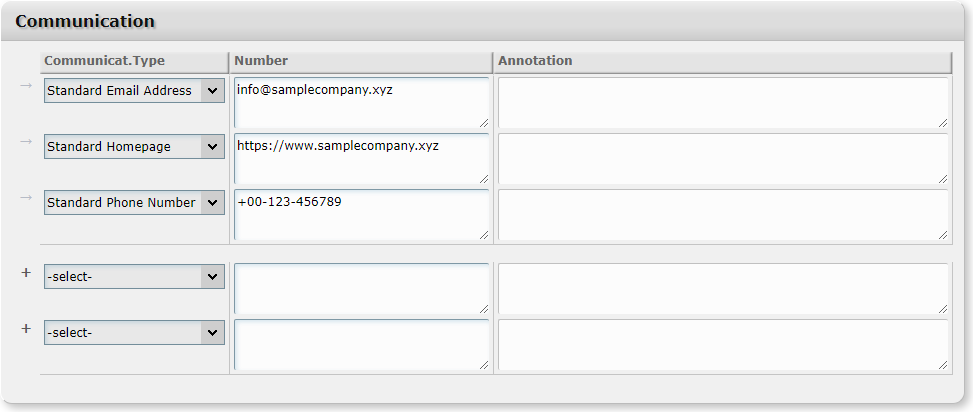 Communication
Communicat.Type Number Annotation
→ Standard Email Address info@samplecompany.xyz
→ Standard Homepage https://www.samplecompany.xyz
→ Standard Phone Number +00-123-456789
+ -select-
+ -select-